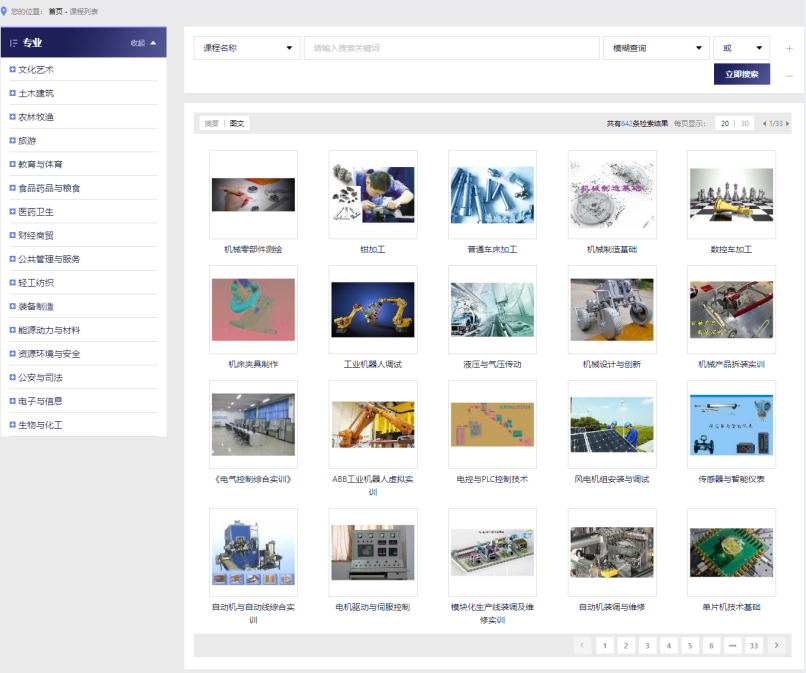 您的位置： 首页 - 课程列表
专业 收起
文化艺术
土木建筑
农林牧渔
旅游
教育与体育
食品药品与粮食
医药卫生
财经商贸
公共管理与服务
轻工纺织
装备制造
能源动力与材料
资源环境与安全
公安与司法
电子与信息
生物与化工
课程名称 请输入搜索关键词 模糊查询 或
立即搜索
摘要 | 图文 共有642条检索结果 每页显示： 20 | 30 1/33
机械制造基础
机械零部件测绘 钳加工 普通车床加工 机械制造基础 数控车加工
机床夹具制作 工业机器人调试 液压与气压传动 机械设计与创新 机械产品拆装实训
《电气控制综合实训》 ABB工业机器人虚拟实
训 电控与PLC控制技术 风电机组安装与调试 传感器与智能仪表
自动机与自动线综合实
训 电机驱动与伺服控制 模块化生产线装调及维
修实训 自动机装调与维修 单片机技术基础
1 2 3 4 5 6 ••• 33